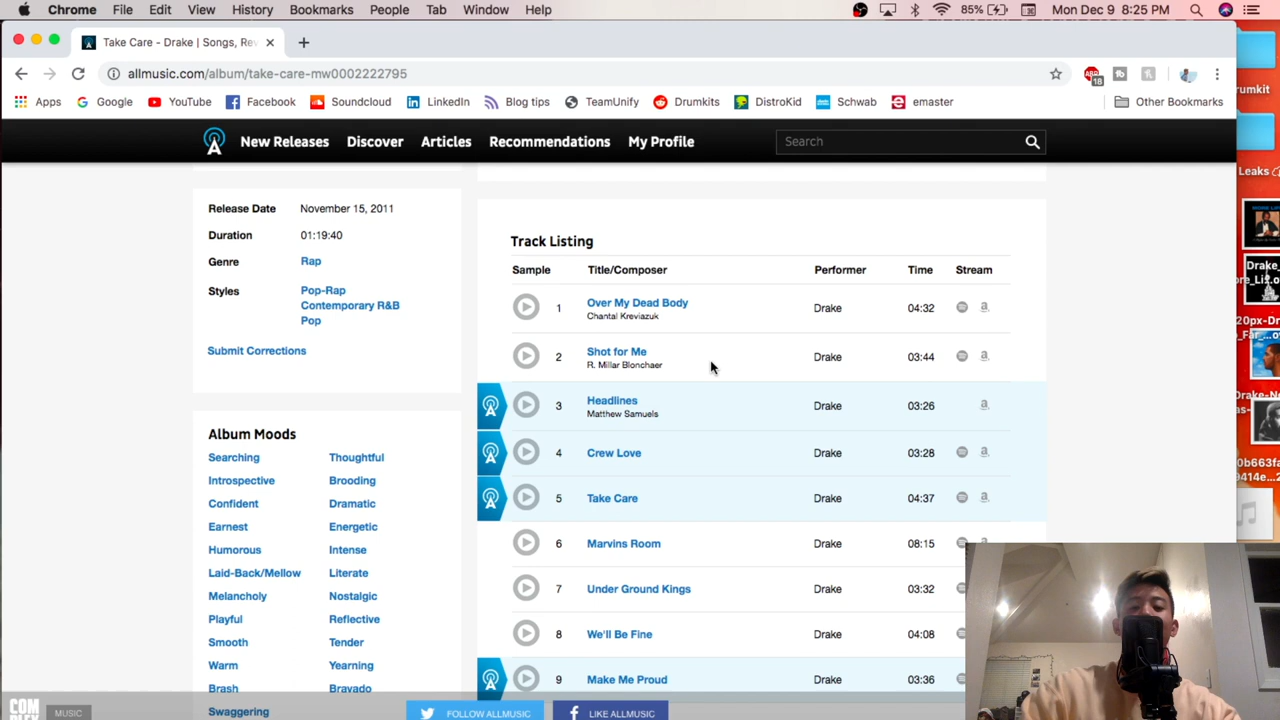 Chrome File Edit View History Bookmarks People Tab Window Help 85% Mon Dec 9 8:25 PM
Take Care - Drake | Songs, Rev
allmusic.com/album/take-care-mw0002222795
18
Apps Google YouTube Facebook Soundcloud LinkedIn Blog tips TeamUnify Drumkits DistroKid Schwab emaster Other Bookmarks
New Releases Discover Articles Recommendations My Profile Search
Release Date November 15, 2011
Duration 01:19:40
Genre Rap
Styles Pop-Rap
Contemporary R&B
Pop
Submit Corrections
Album Moods
Searching Thoughtful
Introspective Brooding
Confident Dramatic
Earnest Energetic
Humorous Intense
Laid-Back/Mellow Literate
Melancholy Nostalgic
Playful Reflective
Smooth Tender
Warm Yearning
Brash Bravado
Swaggering
Track Listing
Sample Title/Composer Performer Time Stream
1 Over My Dead Body Drake 04:32
Chantal Kreviazuk
2 Shot for Me Drake 03:44
R. Millar Blonchaer
3 Headlines Drake 03:26
Matthew Samuels
4 Crew Love Drake 03:28
5 Take Care Drake 04:37
6 Marvins Room Drake 08:15
7 Under Ground Kings Drake 03:32
8 We'll Be Fine Drake 04:08
9 Make Me Proud Drake 03:36
COM
MUSIC
FOLLOW ALLMUSIC LIKE ALLMUSIC
rumkit
Leaks
Drake_